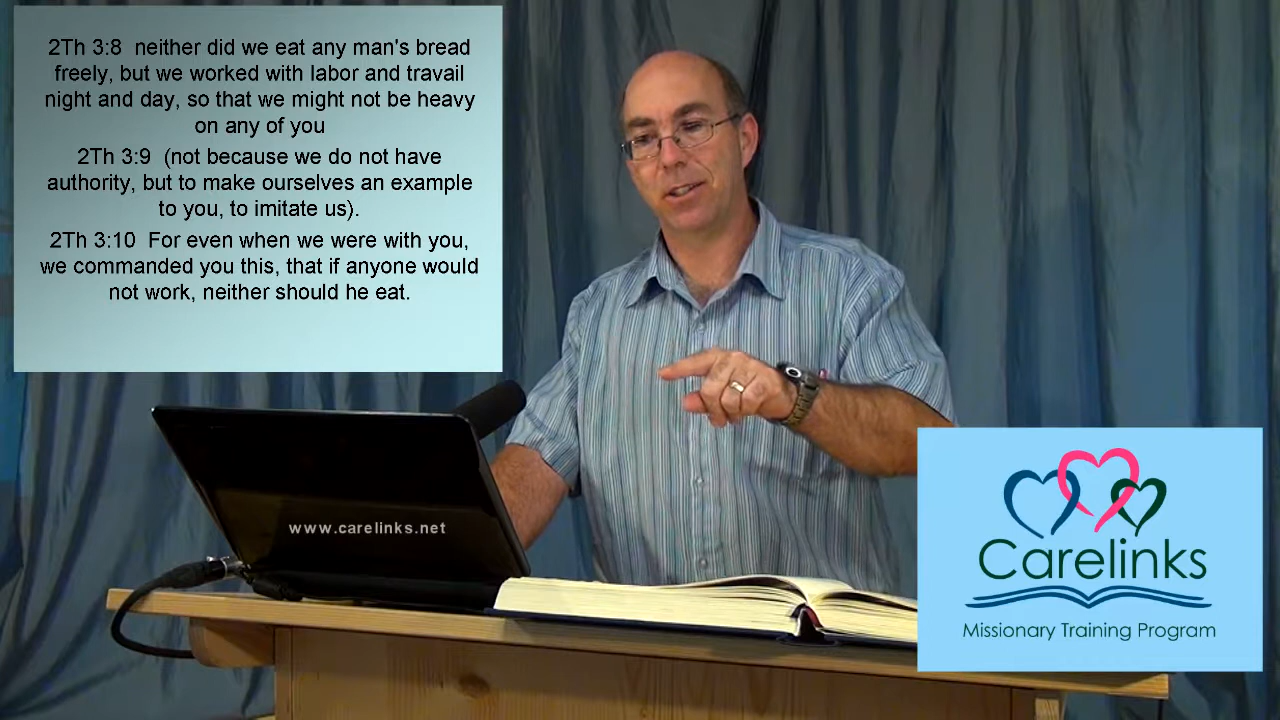 2Th 3:8  neither did we eat any man's bread
freely, but we worked with labor and travail
night and day, so that we might not be heavy
on any of you
2Th 3:9  (not because we do not have
authority, but to make ourselves an example
to you, to imitate us).
2Th 3:10  For even when we were with you,
we commanded you this, that if anyone would
not work, neither should he eat.
www.carelinks.net
Carelinks
Missionary Training Program